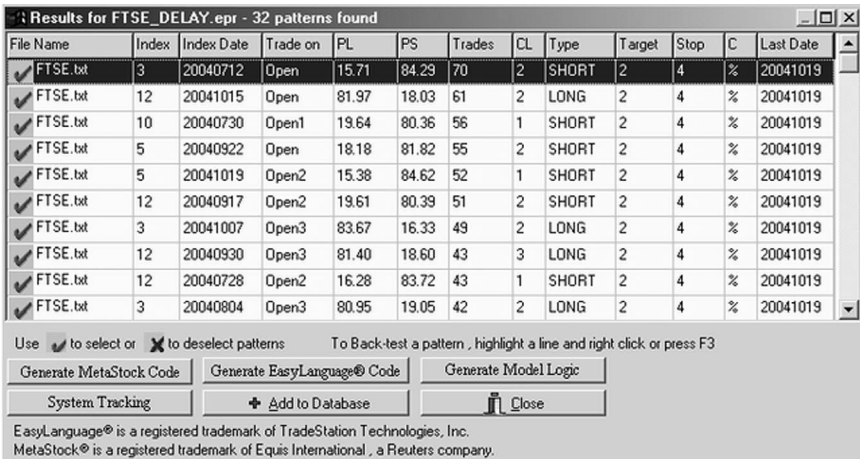 Results for FTSE_DELAY.epr - 32 patterns found
File Name Index Index Date Trade on PL PS Trades CL Type Target Stop C Last Date
FTSE.txt 3 20040712 Open 15.71 84.29 70 2 SHORT 2 4 % 20041019
FTSE.txt 12 20041015 Open 81.97 18.03 61 2 LONG 2 4 % 20041019
FTSE.txt 10 20040730 Open1 19.64 80.36 56 1 SHORT 2 4 % 20041019
FTSE.txt 5 20040922 Open 18.18 81.82 55 2 SHORT 2 4 % 20041019
FTSE.txt 5 20041019 Open2 15.38 84.62 52 1 SHORT 2 4 % 20041019
FTSE.txt 12 20040917 Open2 19.61 80.39 51 2 SHORT 2 4 % 20041019
FTSE.txt 3 20041007 Open3 83.67 16.33 49 2 LONG 2 4 % 20041019
FTSE.txt 12 20040930 Open3 81.40 18.60 43 3 LONG 2 4 % 20041019
FTSE.txt 12 20040728 Open2 16.28 83.72 43 1 SHORT 2 4 % 20041019
FTSE.txt 3 20040804 Open3 80.95 19.05 42 2 LONG 2 4 % 20041019
Use to select or to deselect patterns To Back-test a pattern , highlight a line and right click or press F3
Generate MetaStock Code Generate EasyLanguage® Code Generate Model Logic
System Tracking Add to Database Close
EasyLanguage® is a registered trademark of TradeStation Technologies, Inc.
MetaStock® is a registered trademark of Equis International , a Reuters company.